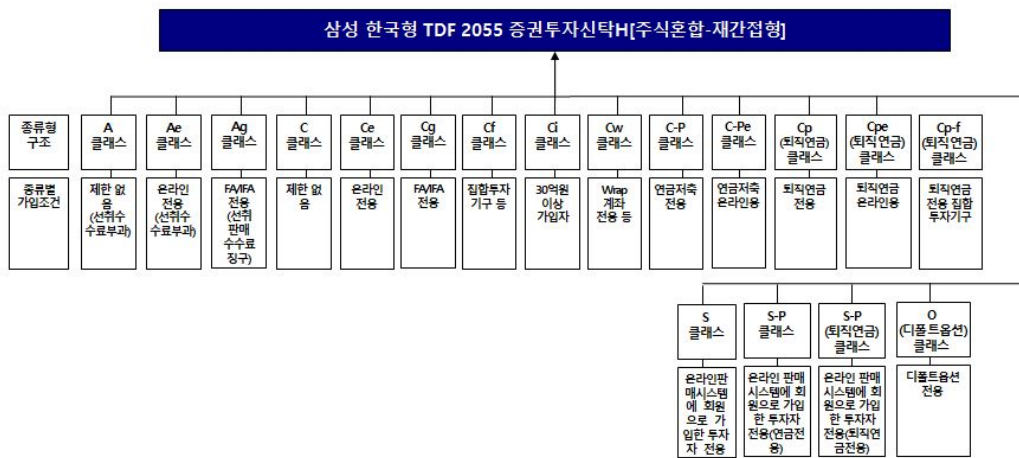 삼성 한국형 TDF 2055 증권투자신탁H[주식혼합-재간접형]
종류형
구조
A
클래스
Ae
클래스
Ag
클래스
C
클래스
Ce
클래스
Cg
클래스
Cf
클래스
Ci
클래스
Cw
클래스
C-P
클래스
C-Pe
클래스
Cp
(퇴직연금)
클래스
Cpe
(퇴직연금)
클래스
Cp-f
(퇴직연금)
클래스
종류별
가입조건
제한 없
음
(선취수
수료부과)
온라인
전용
(선취수
수료부과)
FA/IFA
전용
(선취
판매
수수료
징구)
제한 없
음
온라인
전용
FA/IFA
전용
집합투자
기구 등
30억원
이상
가입자
Wrap
계좌
전용 등
연금저축
전용
연금저축
온라인용
퇴직연금
전용
퇴직연금
온라인용
퇴직연금
전용 집합
투자기구
S
클래스
S-P
클래스
S-P
(퇴직연금)
클래스
O
(디폴트옵션)
클래스
온라인판
매시스템
에 회원
으로 가
입한 투자
자 전용
온라인 판매
시스템에 회
원으로 가입
한 투자자
전용(연금전
용)
온라인 판매
시스템에 회
원으로 가입
한 투자자
전용(퇴직연
금전용)
디폴트옵션
전용